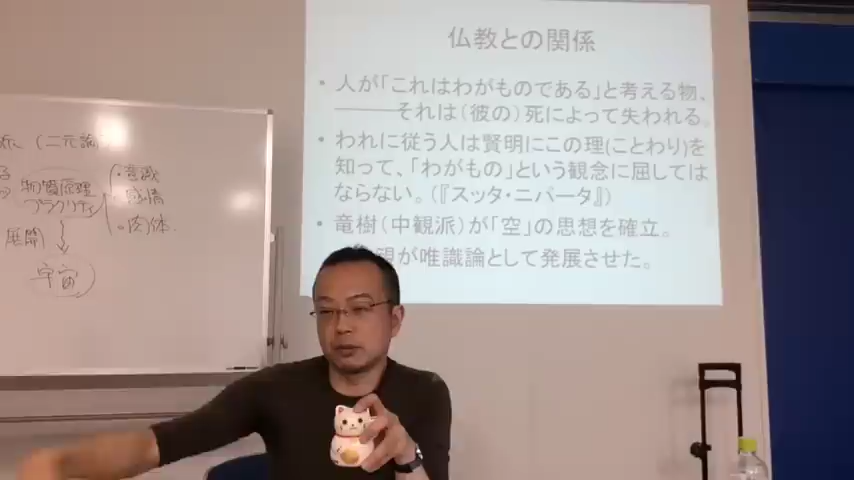 仏教との関係
・人が「これはわがものである」と考える物、
――――それは(彼の)死によって失われる。
・われに従う人は賢明にこの理(ことわり)を
知って、「わがもの」という観念に屈しては
ならない。(『スッタ・ニパータ』)
・竜樹(中観派)が「空」の思想を確立。
が唯識論として発展させた。
(二元論
物質原理
プラクリティ
・意識
・感情
・肉体
展開
宇宙